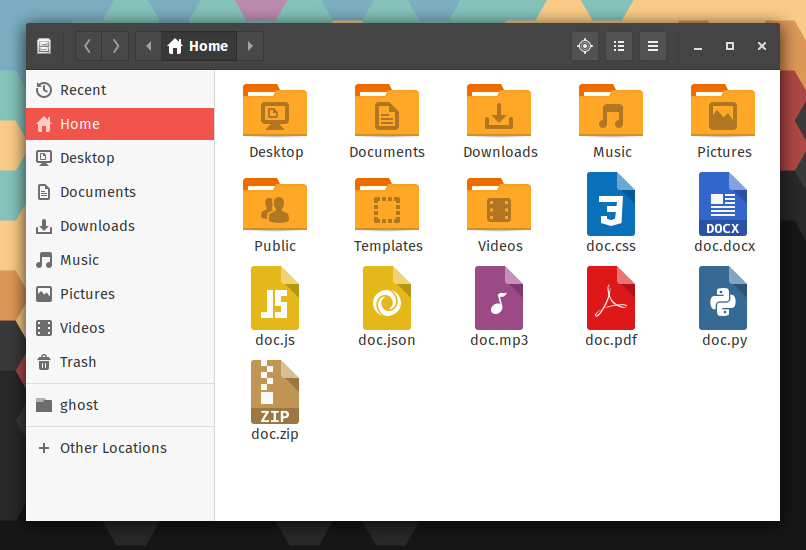 Home
Recent
Home
Desktop
Documents
Downloads
Music
Pictures
Videos
Trash
ghost
Other Locations
Desktop
Documents
Downloads
Music
Pictures
Public
Templates
Videos
doc.css
DOCX
doc.docx
JS
doc.js
doc.json
doc.mp3
doc.pdf
doc.py
ZIP
doc.zip